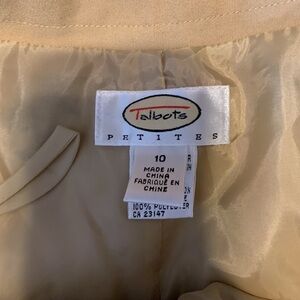 Talbots
PETITES
10
MADE IN
CHINA
FABRIQUÉ EN
CHINE
100% POLYESTER
CA 23147